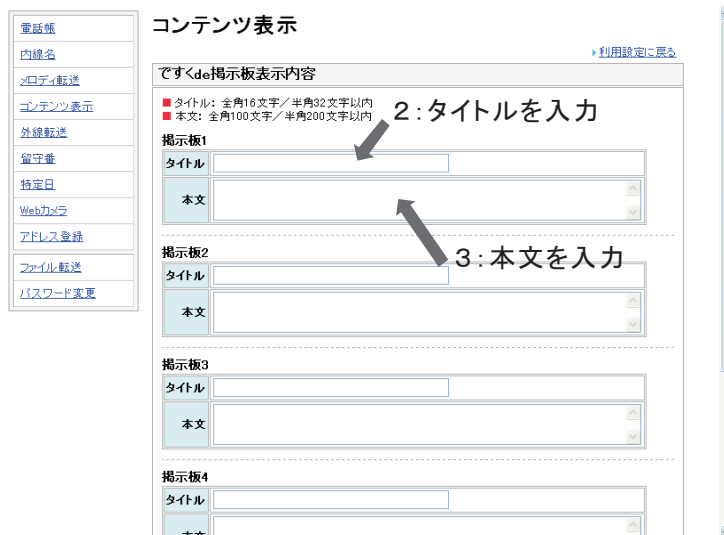 電話帳
内線名
メロディ転送
コンテンツ表示
外線転送
留守番
特定日
Webカメラ
アドレス登録
ファイル転送
パスワード変更
コンテンツ表示
利用設定に戻る
ですくde掲示板表示内容
■ タイトル: 全角16文字/半角32文字以内
■ 本文: 全角100文字/半角200文字以内
2:タイトルを入力
掲示板1
タイトル
本文
3:本文を入力
掲示板2
タイトル
本文
掲示板3
タイトル
本文
掲示板4
タイトル
本文